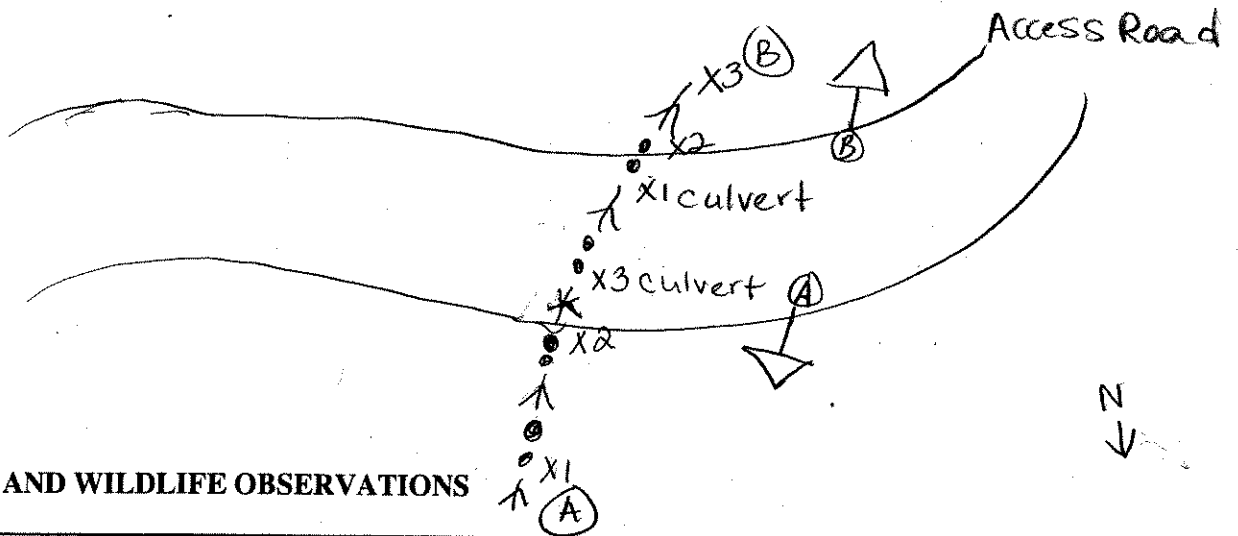 Access Road
X3 B
X2
B
X1 culvert
X3 culvert
A
X2
N
X1
A
AND WILDLIFE OBSERVATIONS